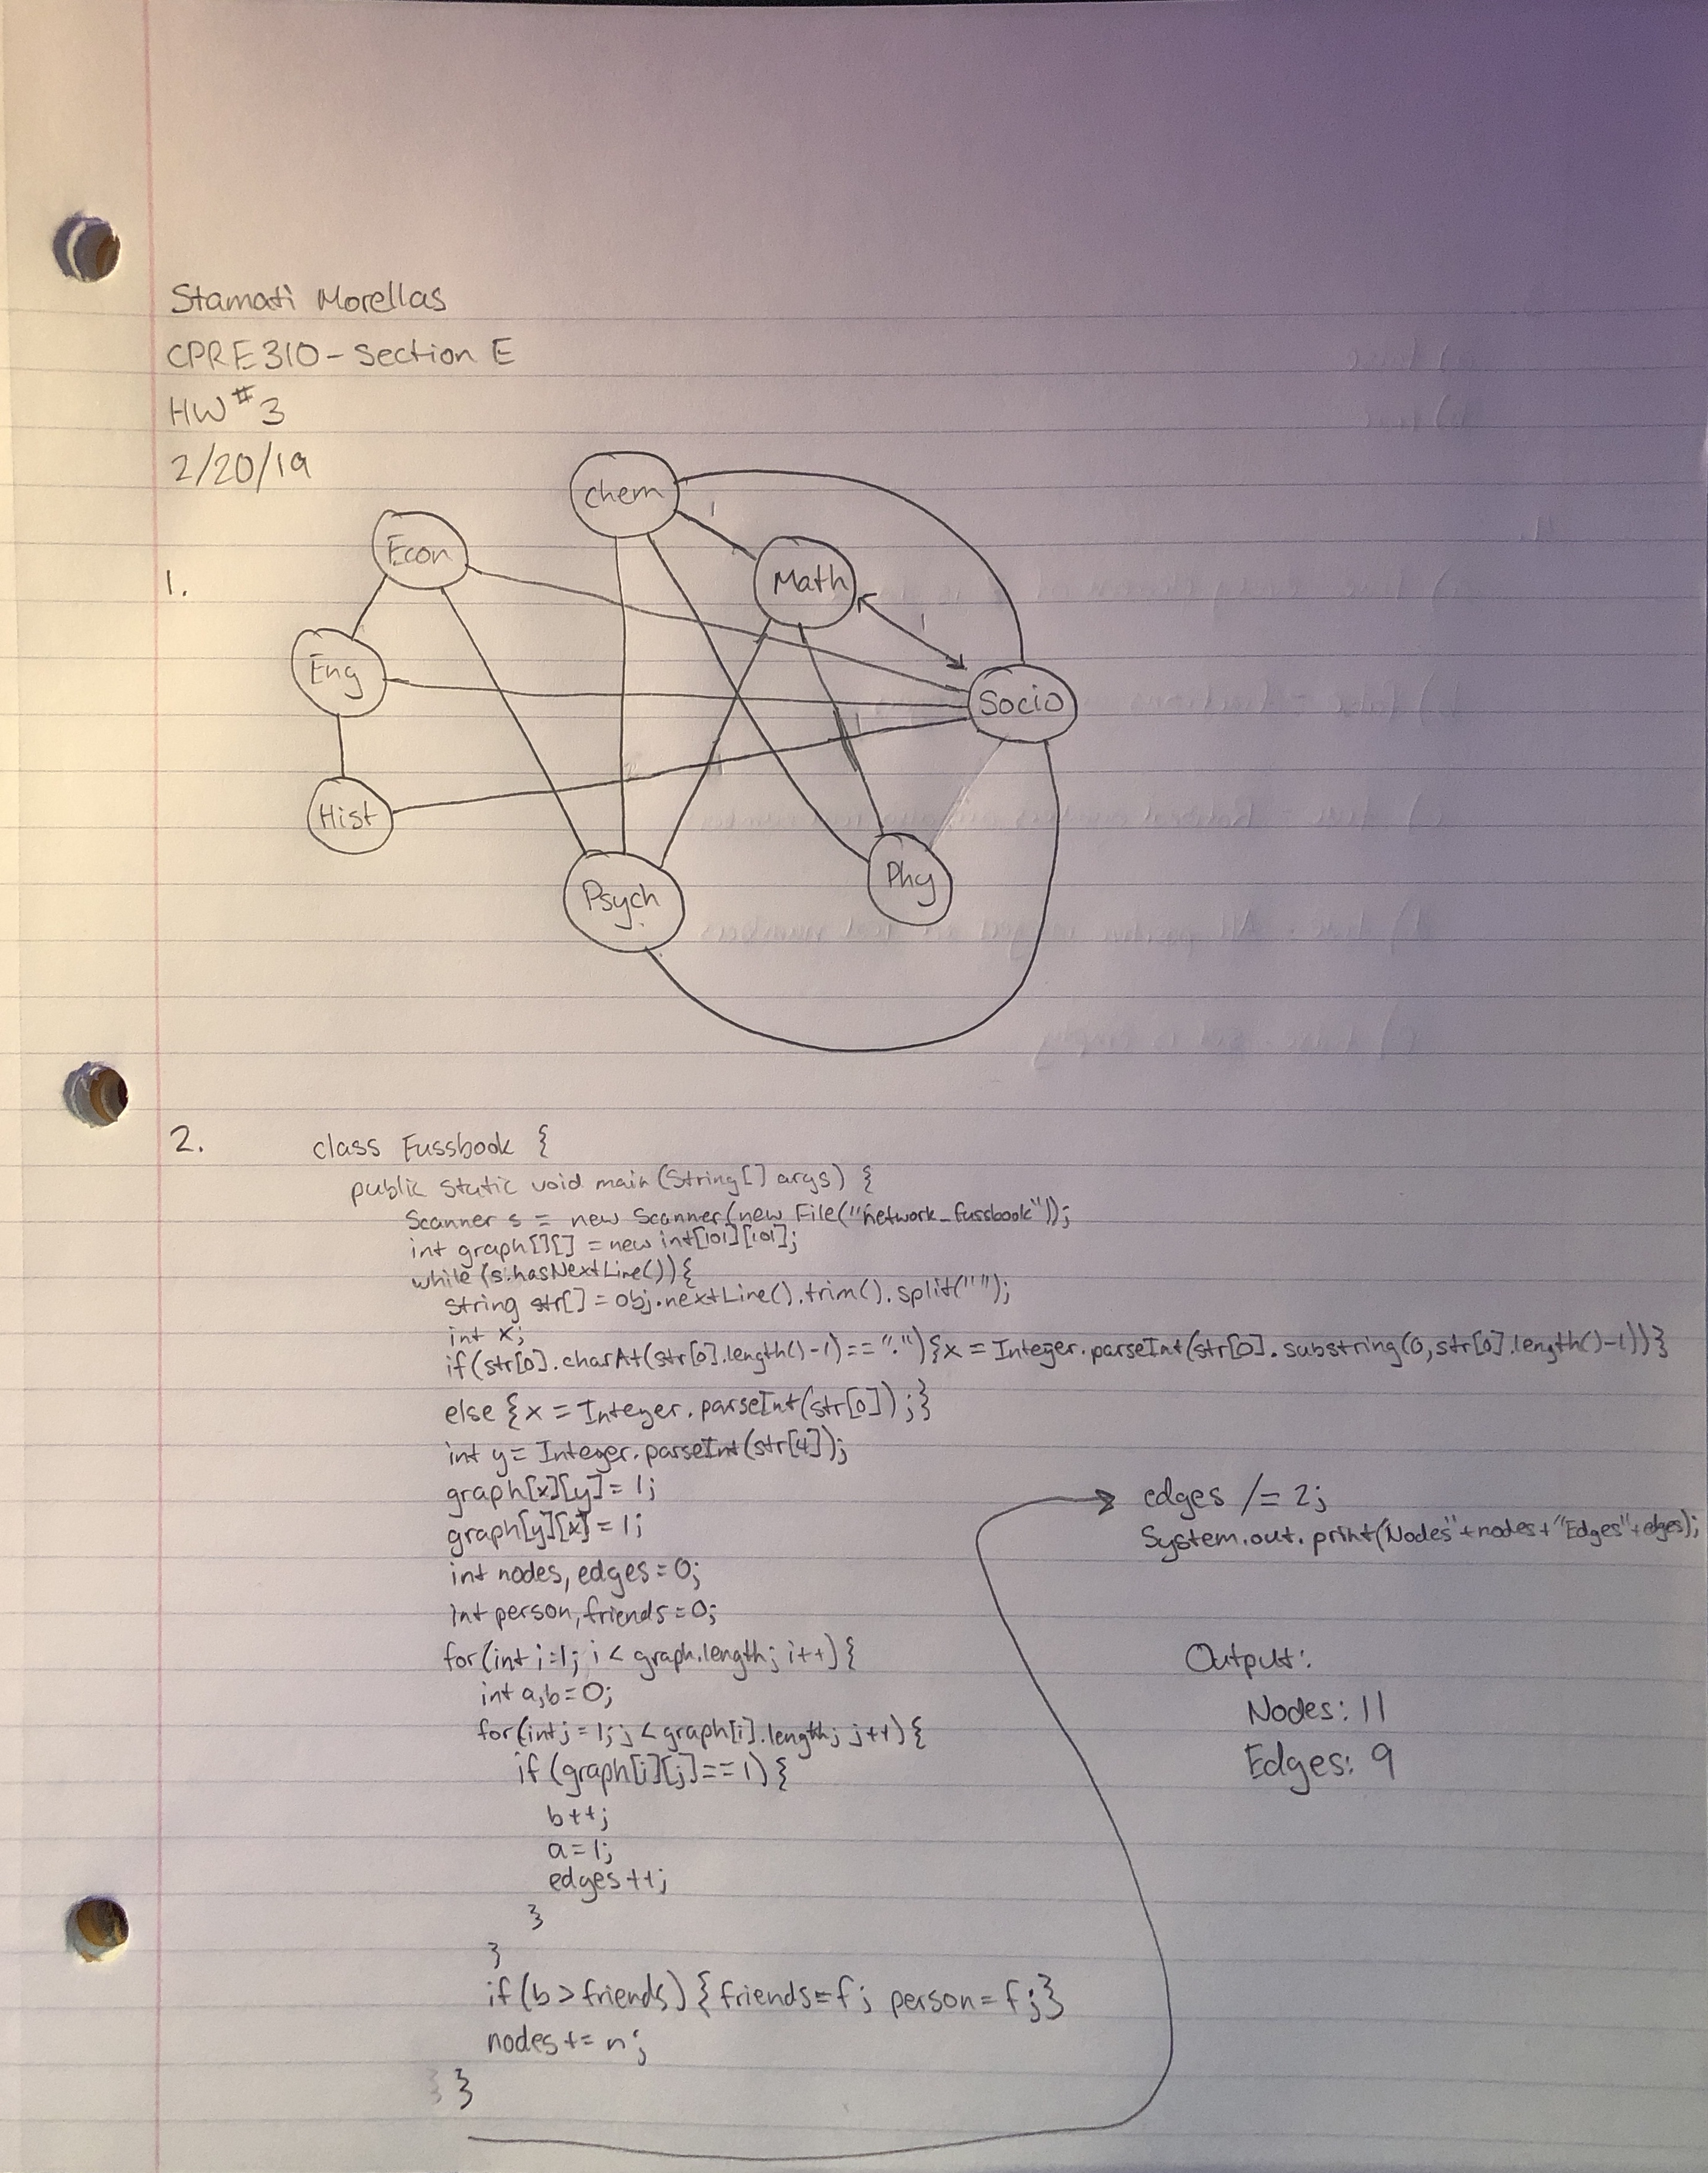 Stamati Morellas
CPRE310 - Section E
HW #3
2/20/19
1.
Chem
Econ
Math
Eng
Socio
Hist
Psych
Phy
2.
class Fussbook {
public static void main (String[] args) {
Scanner s = new Scanner(new File("network_fussbook"));
int graph[][] = new int[101][101];
while (s.hasNextLine()){
String str[] = obj.nextLine().trim().split("");
int x;
if(str[0].charAt(str[0].length()-1)=="."){x = Integer.parseInt(str[0].substring(0,str[0].length()-1))}
else {x = Integer.parseInt(str[0]);}
int y= Integer.parseInt(str[4]);
graph[x][y]= 1;
graph[y][x]= 1;
int nodes, edges=0;
int person, friends=0;
for(int i=1; i < graph.length; i++){
int a,b=0;
for(int j = 1; j < graph[i].length; j++){
if (graph[i][j]==1) {
b++;
a=1;
edges++;
}
}
if(b>friends) {friends=f; person=f;}
nodes += n;
} }
edges /= 2;
System.out.print("Nodes"+nodes+"Edges"+edges);
Output:
Nodes: 11
Edges: 9